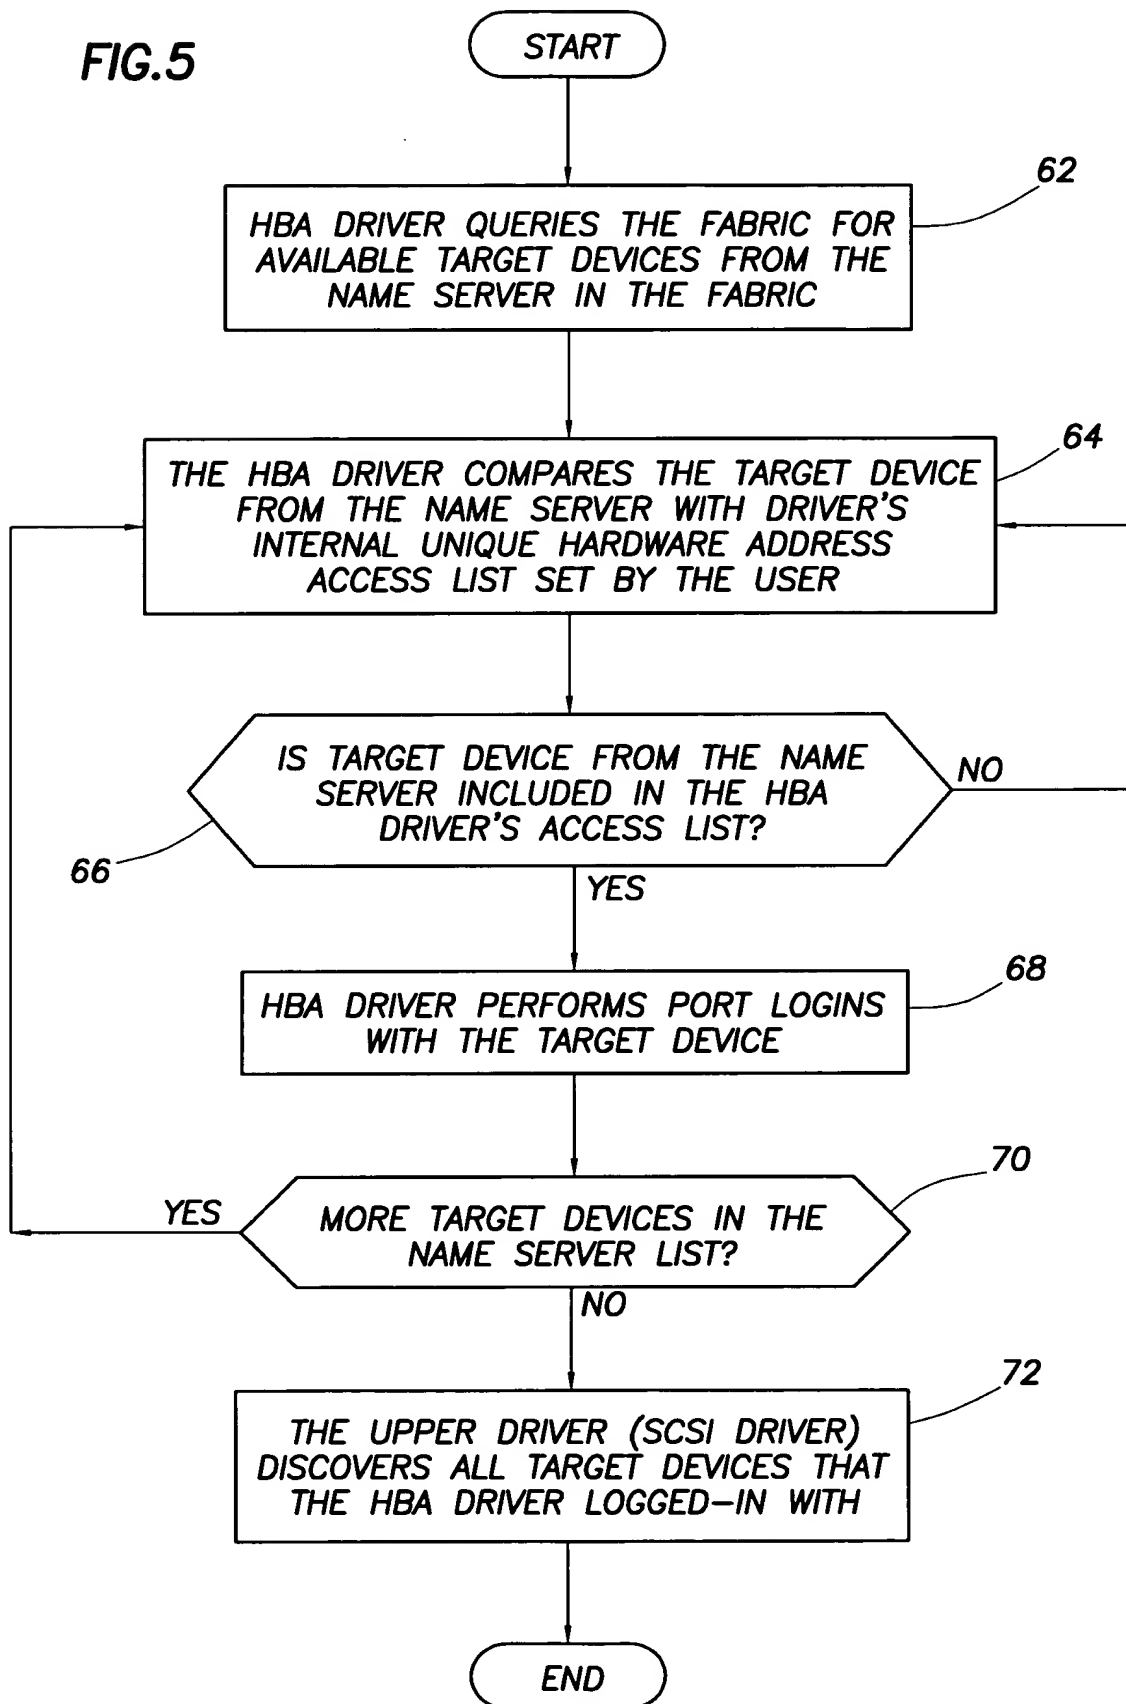 FIG.5
START
62
HBA DRIVER QUERIES THE FABRIC FOR
AVAILABLE TARGET DEVICES FROM THE
NAME SERVER IN THE FABRIC
64
THE HBA DRIVER COMPARES THE TARGET DEVICE
FROM THE NAME SERVER WITH DRIVER'S
INTERNAL UNIQUE HARDWARE ADDRESS
ACCESS LIST SET BY THE USER
IS TARGET DEVICE FROM THE NAME
SERVER INCLUDED IN THE HBA
DRIVER'S ACCESS LIST?
NO
66
YES
68
HBA DRIVER PERFORMS PORT LOGINS
WITH THE TARGET DEVICE
70
YES
MORE TARGET DEVICES IN THE
NAME SERVER LIST?
NO
72
THE UPPER DRIVER (SCSI DRIVER)
DISCOVERS ALL TARGET DEVICES THAT
THE HBA DRIVER LOGGED-IN WITH
END